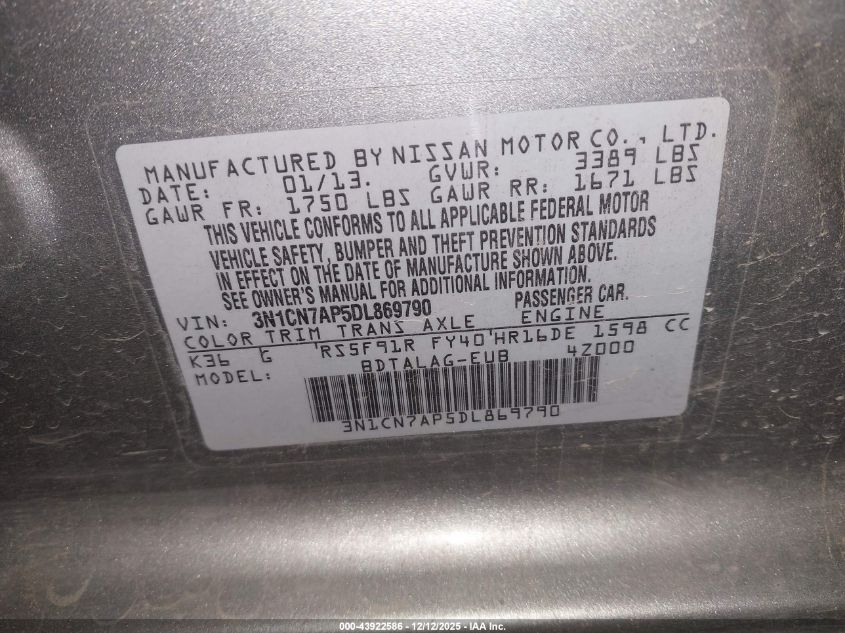 MANUFACTURED BY NISSAN MOTOR CO., LTD.
DATE: 01/13. GVWR: 3389 LBS
GAWR FR: 1750 LBS GAWR RR: 1671 LBS
THIS VEHICLE CONFORMS TO ALL APPLICABLE FEDERAL MOTOR
VEHICLE SAFETY, BUMPER AND THEFT PREVENTION STANDARDS
IN EFFECT ON THE DATE OF MANUFACTURE SHOWN ABOVE.
SEE OWNER'S MANUAL FOR ADDITIONAL INFORMATION.
VIN: 3N1CN7AP5DL869790 PASSENGER CAR.
COLOR TRIM TRANS AXLE ENGINE
K36 G 'RS5F91R FY40'HR16DE 1598 CC
MODEL: BDTALAG-EUB 4Z000
3N1CN7AP5DL869790
000-43922586 - 12/12/2025 - IAA Inc.